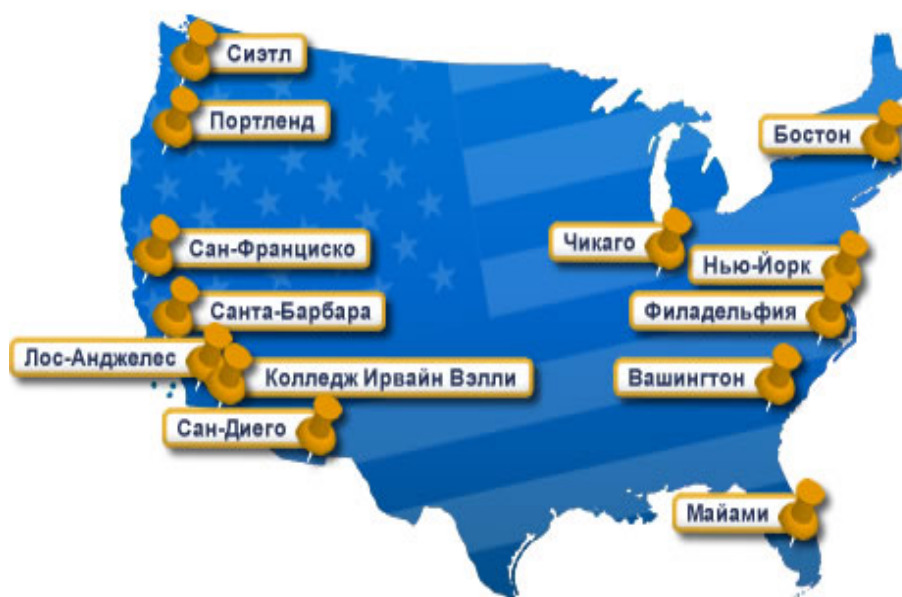 Сиэтл
Портленд
Бостон
Сан-Франциско
Чикаго
Нью-Йорк
Санта-Барбара
Филадельфия
Лос-Анджелес
Колледж Ирвайн Вэлли
Вашингтон
Сан-Диего
Майами